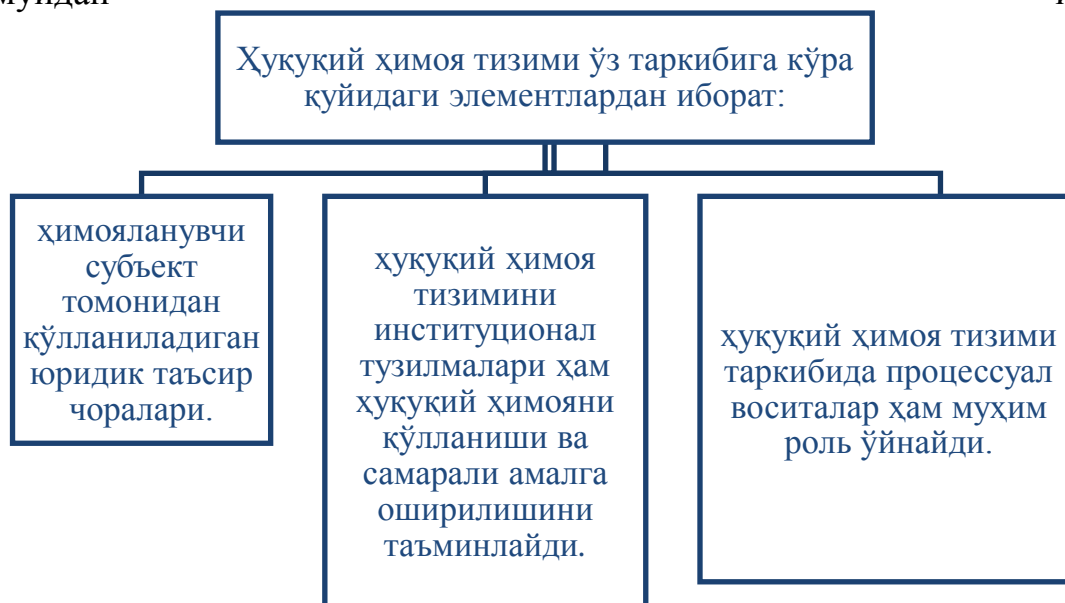 мундан
Ҳуқуқий ҳимоя тизими ўз таркибига кўра
қуйидаги элементлардан иборат:
ҳимояланувчи
субъект
томонидан
қўлланиладиган
юридик таъсир
чоралари.
ҳуқуқий ҳимоя
тизимини
институционал
тузилмалари ҳам
ҳуқуқий ҳимояни
қўлланиши ва
самарали амалга
оширилишини
таъминлайди.
ҳуқуқий ҳимоя тизими
таркибида процессуал
воситалар ҳам муҳим
роль ўйнайди.